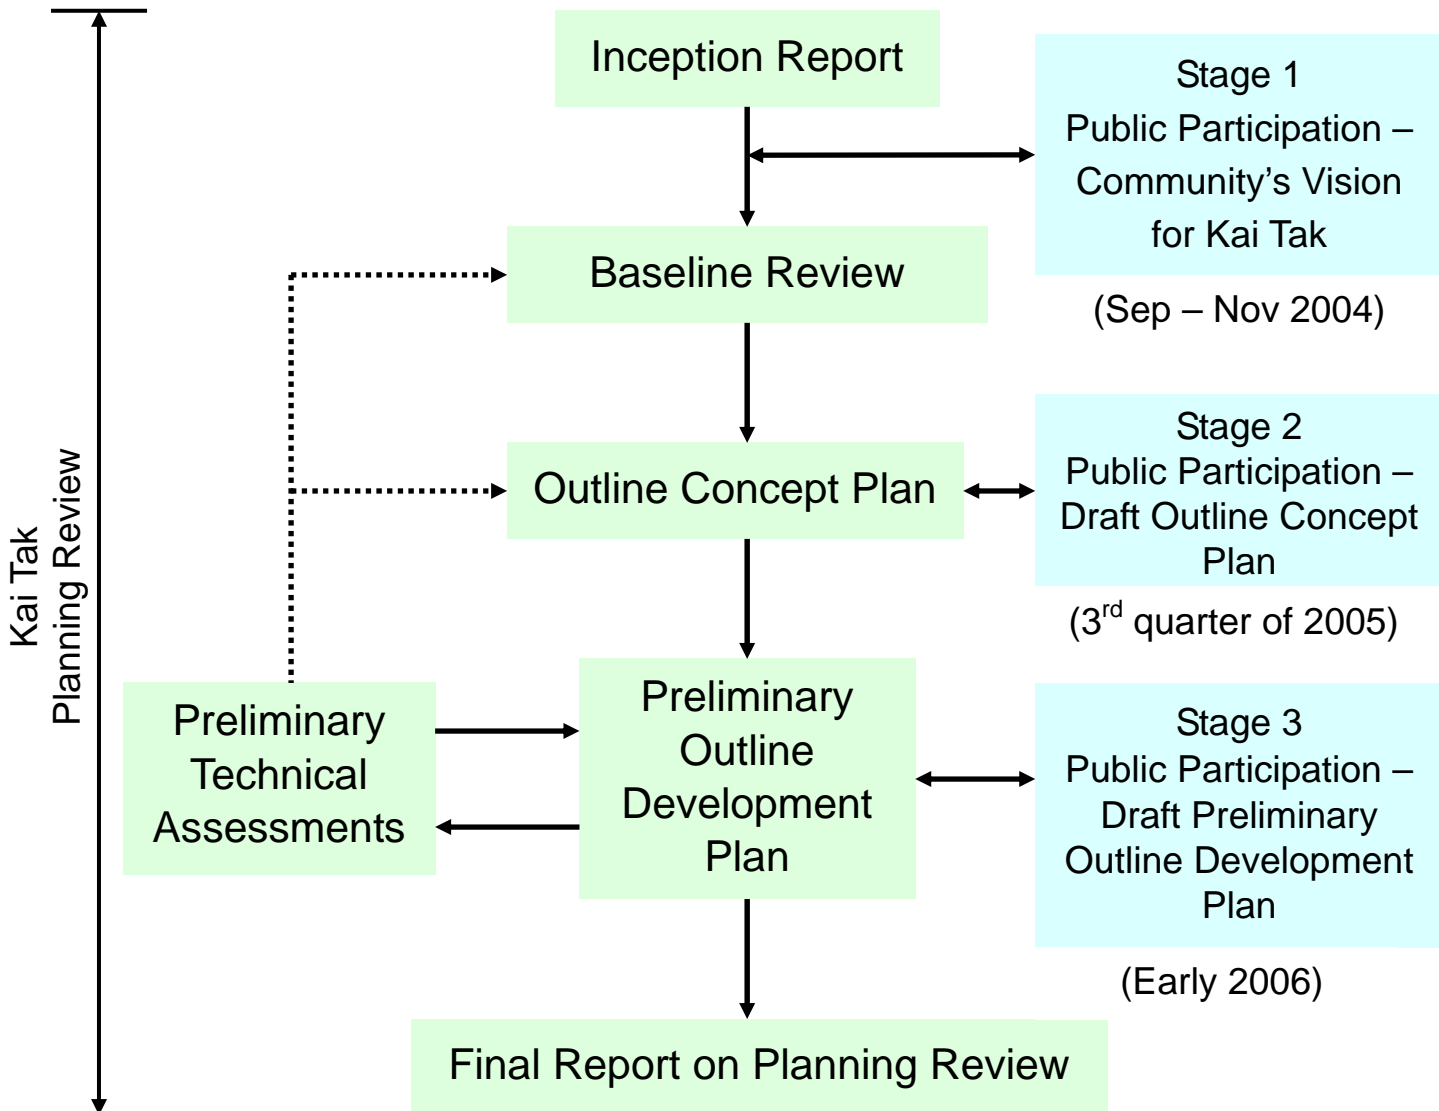 Kai Tak
Planning Review
Inception Report
Stage 1
Public Participation –
Community’s Vision
for Kai Tak
(Sep – Nov 2004)
Baseline Review
Outline Concept Plan
Stage 2
Public Participation –
Draft Outline Concept
Plan
(3rd quarter of 2005)
Preliminary
Technical
Assessments
Preliminary
Outline
Development
Plan
Stage 3
Public Participation –
Draft Preliminary
Outline Development
Plan
(Early 2006)
Final Report on Planning Review